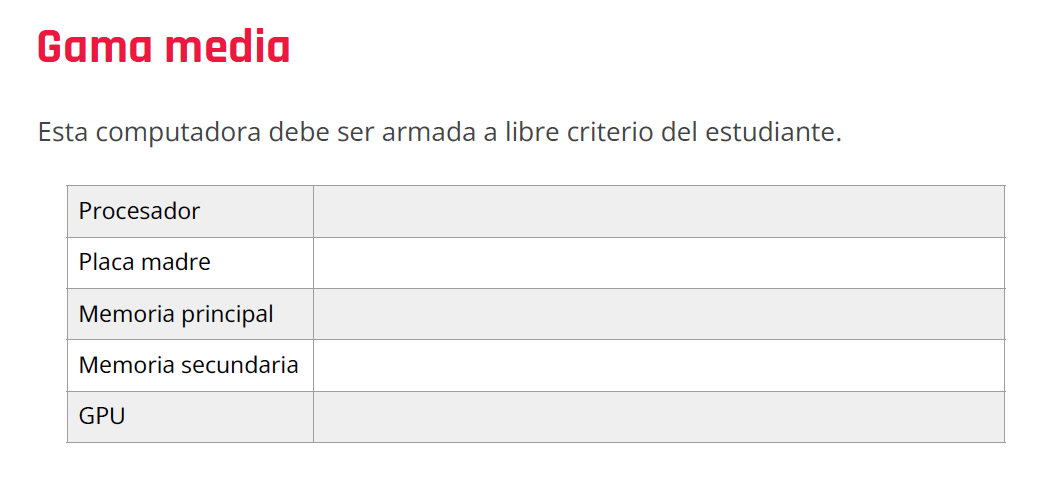 Gama media
Esta computadora debe ser armada a libre criterio del estudiante.
Procesador
Placa madre
Memoria principal
Memoria secundaria
GPU